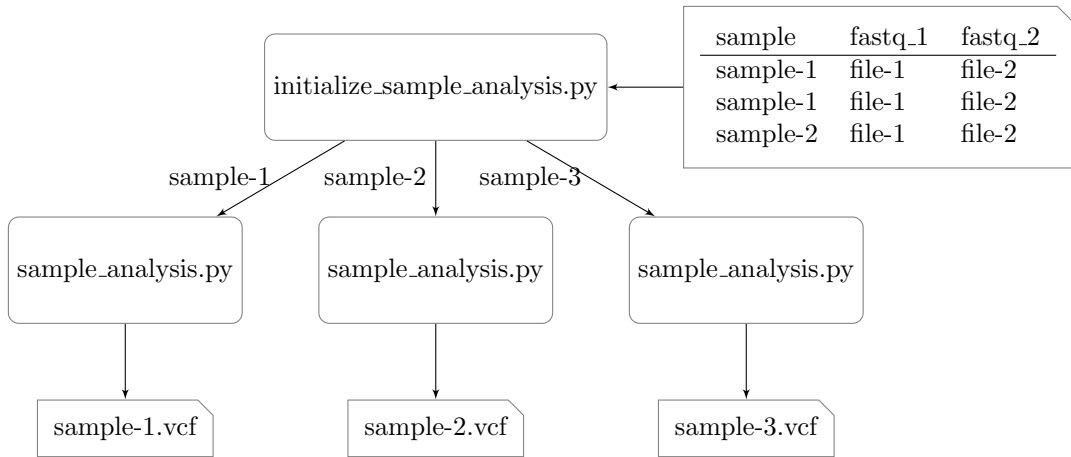 sample fastq_1 fastq_2
initialize_sample_analysis.py
sample-1 file-1 file-2
sample-1 file-1 file-2
sample-2 file-1 file-2
sample-1 sample-2 sample-3
sample_analysis.py sample_analysis.py sample_analysis.py
sample-1.vcf sample-2.vcf sample-3.vcf